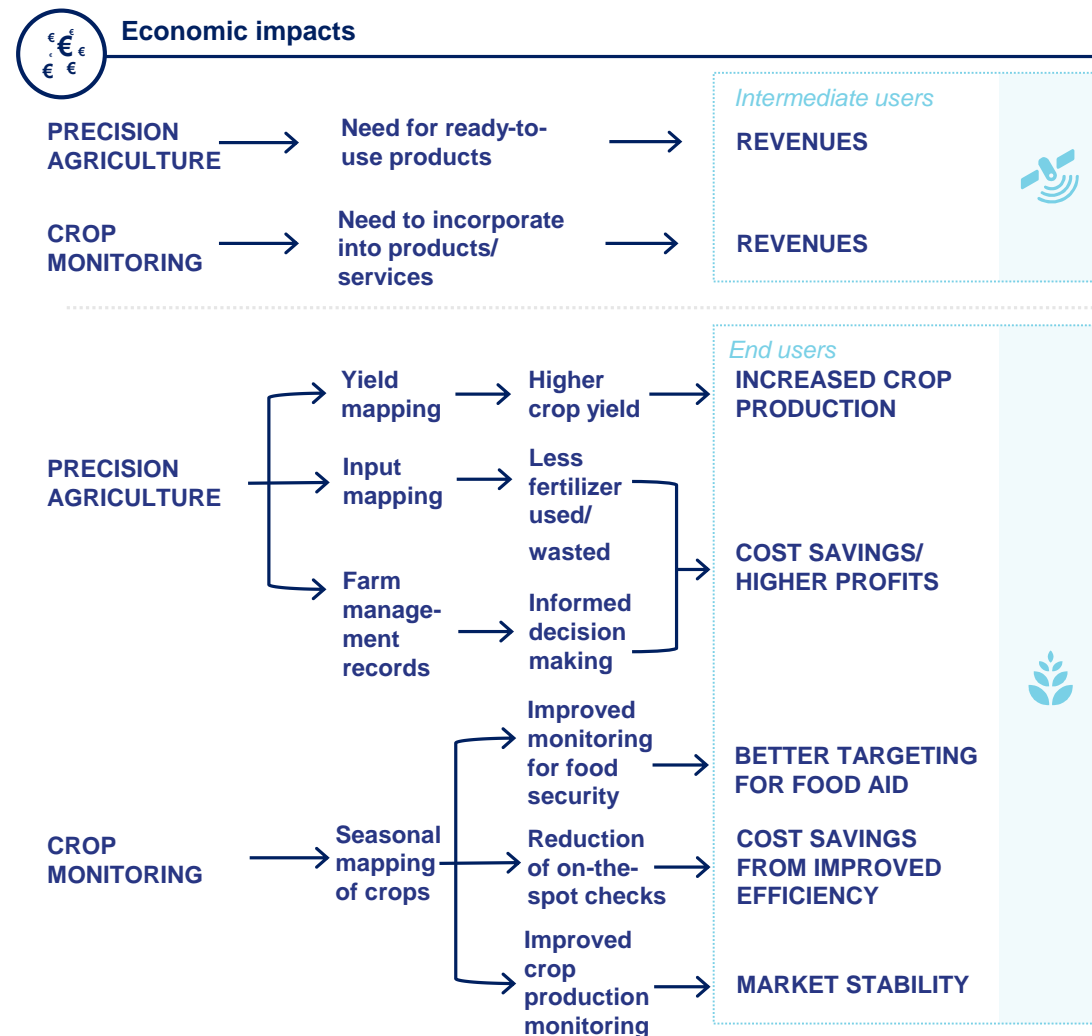 Economic impacts
Intermediate users
PRECISION
AGRICULTURE
Need for ready-to-
use products
REVENUES
CROP
MONITORING
Need to incorporate
into products/
services
REVENUES
End users
PRECISION
AGRICULTURE
Yield
mapping
Higher
crop yield
INCREASED CROP
PRODUCTION
Input
mapping
Less
fertilizer
used/
wasted
Farm
manage-
ment
records
Informed
decision
making
COST SAVINGS/
HIGHER PROFITS
CROP
MONITORING
Seasonal
mapping
of crops
Improved
monitoring
for food
security
BETTER TARGETING
FOR FOOD AID
Reduction
of on-the-
spot checks
COST SAVINGS
FROM IMPROVED
EFFICIENCY
Improved
crop
production
monitoring
MARKET STABILITY